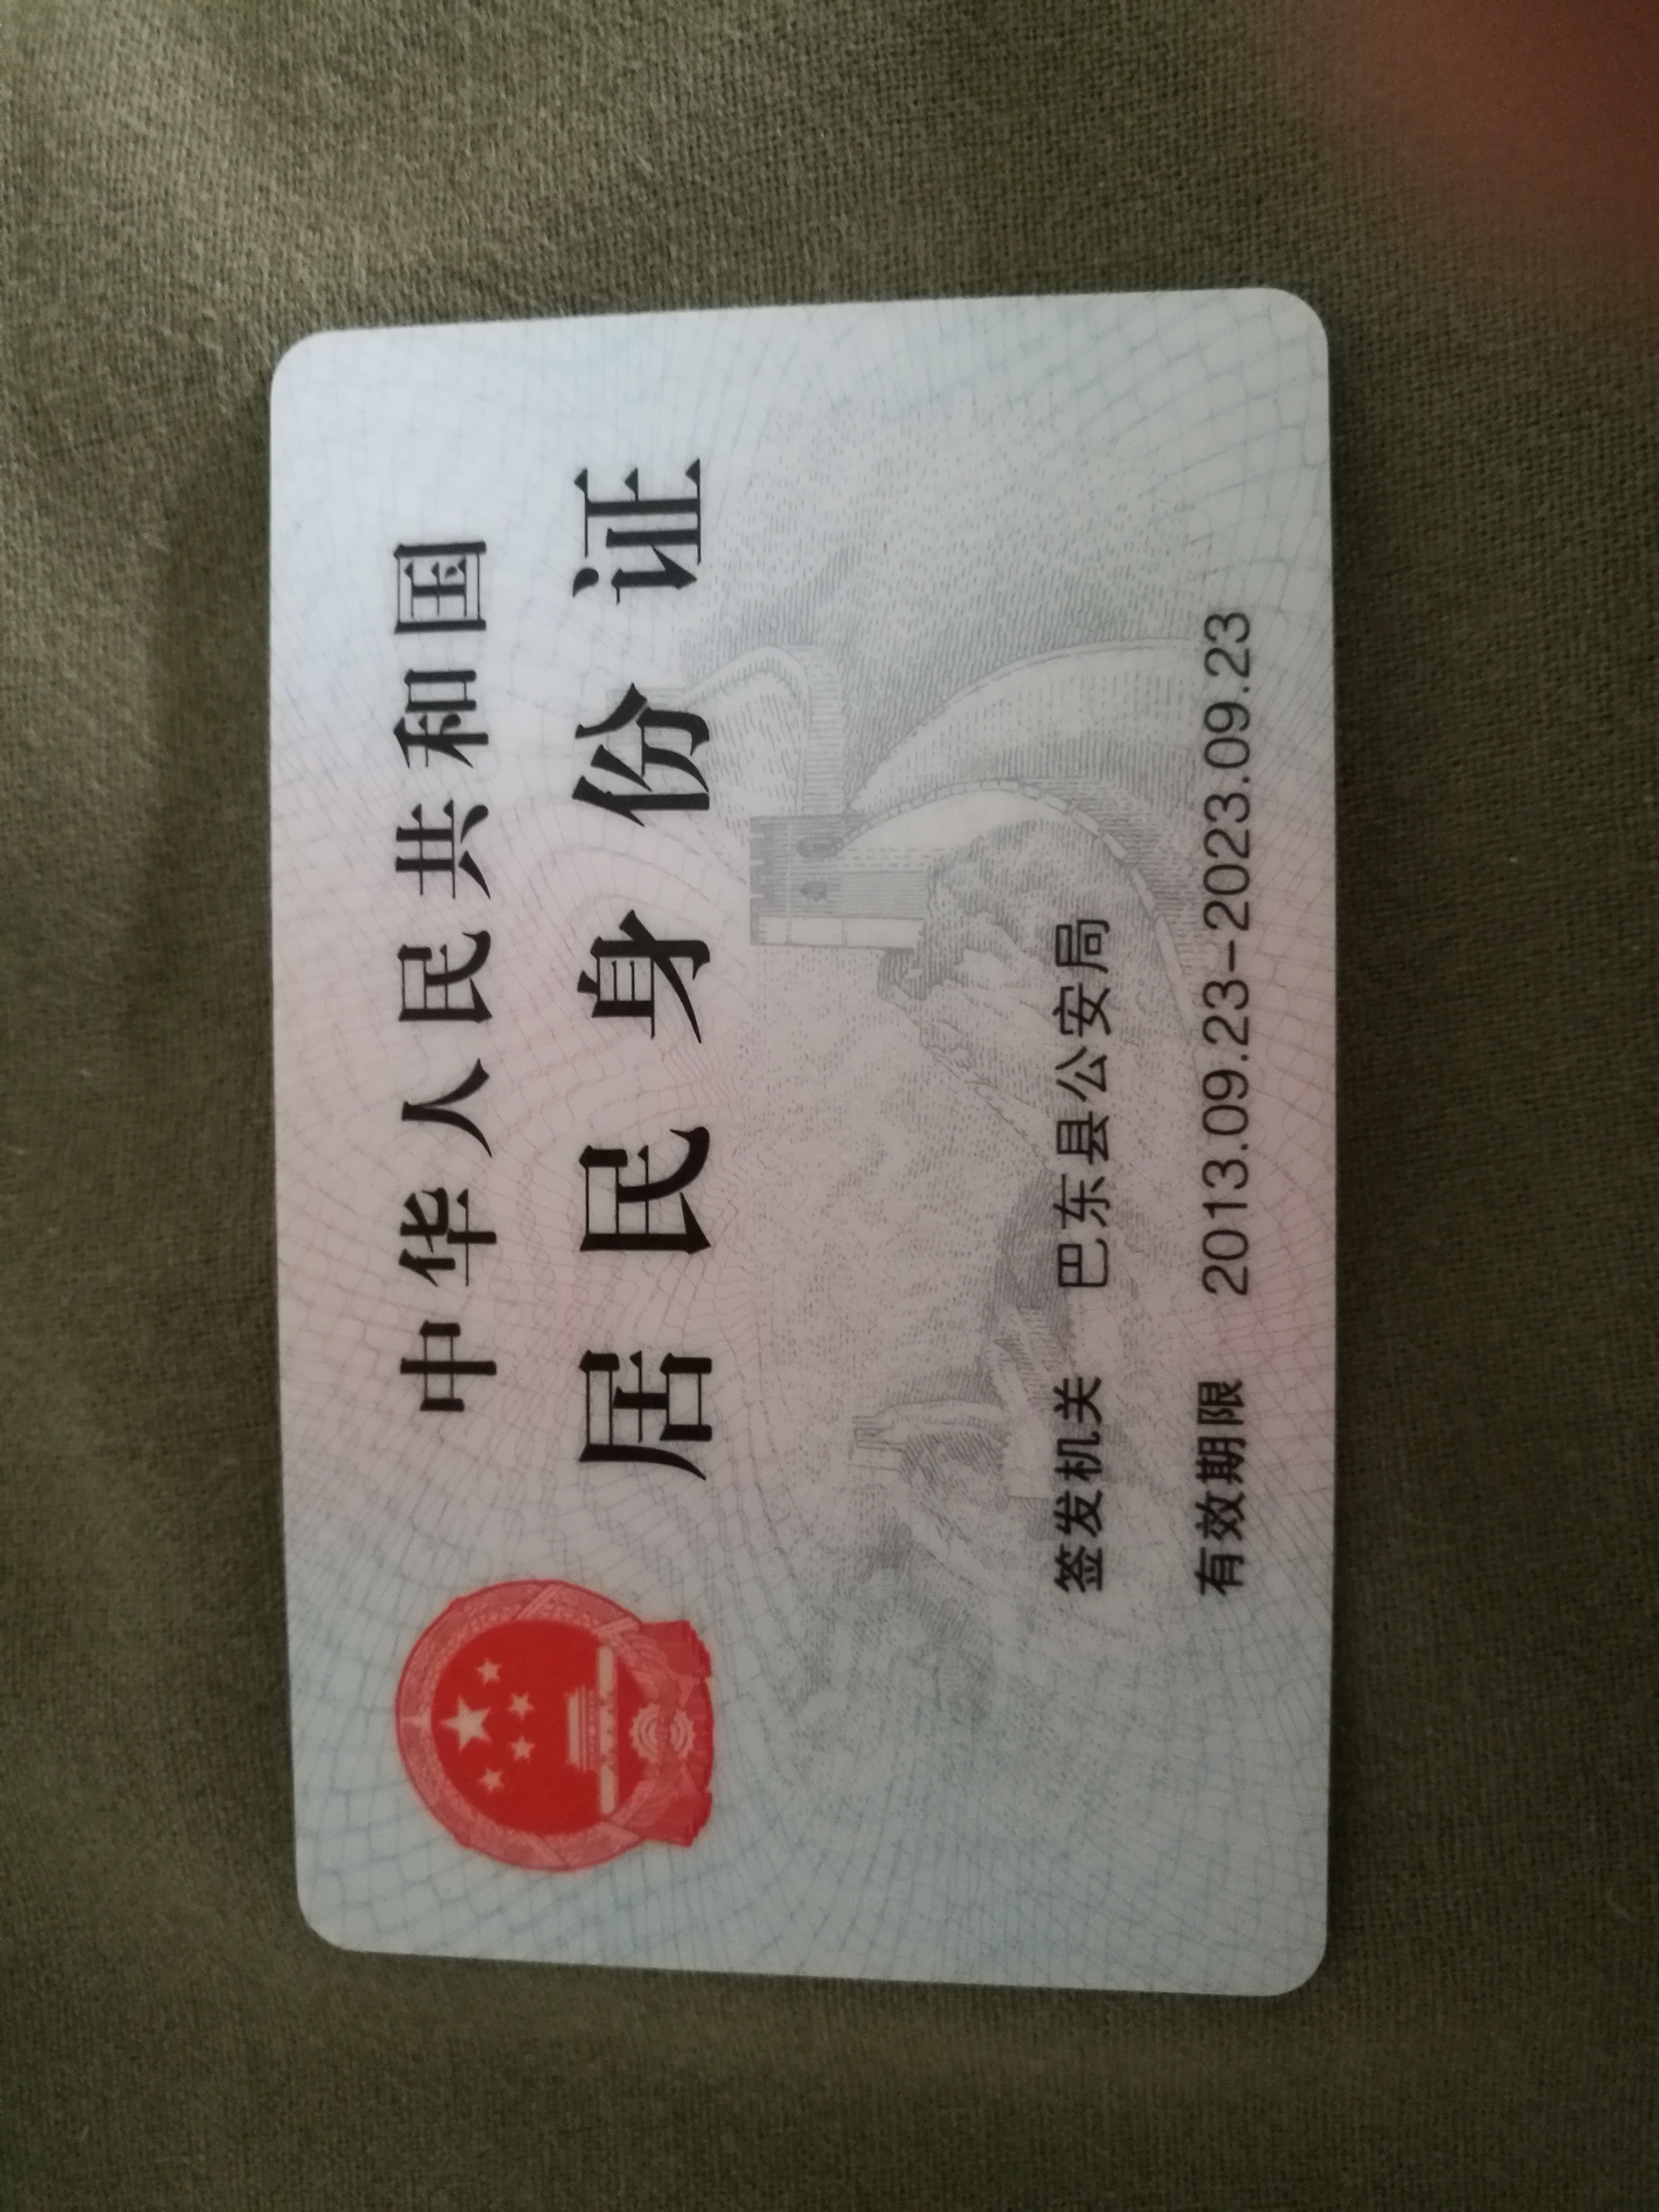 中华人民共和国
居民身份证
签发机关 巴东县公安局
有效期限 2013.09.23-2023.09.23